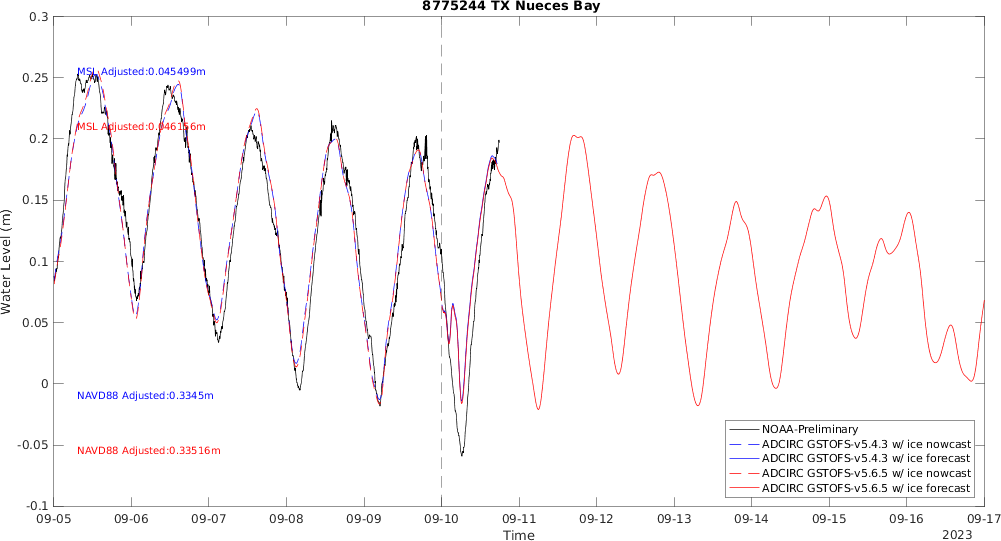 8775244 TX Nueces Bay
0.3
0.25
0.2
0.15
0.1
0.05
0
-0.05
-0.1
Water Level (m)
MSL Adjusted:0.045499m
MSL Adjusted:0.046156m
NAVD88 Adjusted:0.3345m
NAVD88 Adjusted:0.33516m
NOAA-Preliminary
ADCIRC GSTOFS-v5.4.3 w/ ice nowcast
ADCIRC GSTOFS-v5.4.3 w/ ice forecast
ADCIRC GSTOFS-v5.6.5 w/ ice nowcast
ADCIRC GSTOFS-v5.6.5 w/ ice forecast
09-05 09-06 09-07 09-08 09-09 09-10 09-11 09-12 09-13 09-14 09-15 09-16 09-17
Time
2023